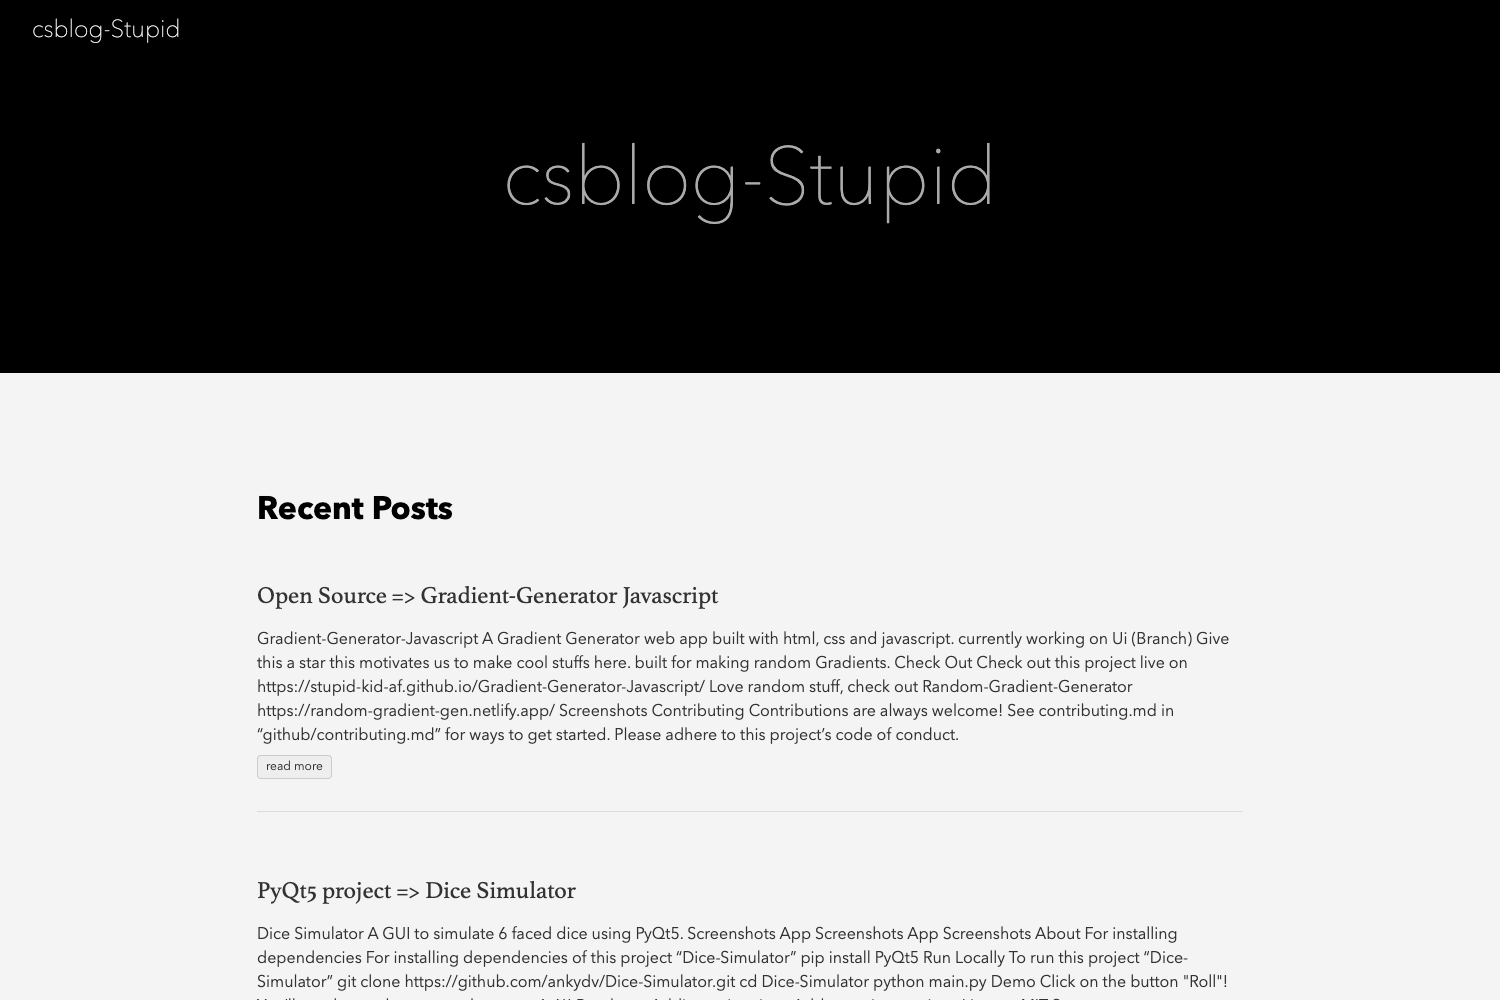 csblog-Stupid
csblog-Stupid
Recent Posts
Open Source => Gradient-Generator Javascript
Gradient-Generator-Javascript A Gradient Generator web app built with html, css and javascript. currently working on Ui (Branch) Give
this a star this motivates us to make cool stuffs here. built for making random Gradients. Check Out Check out this project live on
https://stupid-kid-af.github.io/Gradient-Generator-Javascript/ Love random stuff, check out Random-Gradient-Generator
https://random-gradient-gen.netlify.app/ Screenshots Contributing Contributions are always welcome! See contributing.md in
“github/contributing.md” for ways to get started. Please adhere to this project’s code of conduct.
read more
PyQt5 project => Dice Simulator
Dice Simulator A GUI to simulate 6 faced dice using PyQt5. Screenshots App Screenshots App Screenshots About For installing
dependencies For installing dependencies of this project “Dice-Simulator” pip install PyQt5 Run Locally To run this project “Dice-
Simulator” git clone https://github.com/ankydv/Dice-Simulator.git cd Dice-Simulator python main.py Demo Click on the button "Roll"!